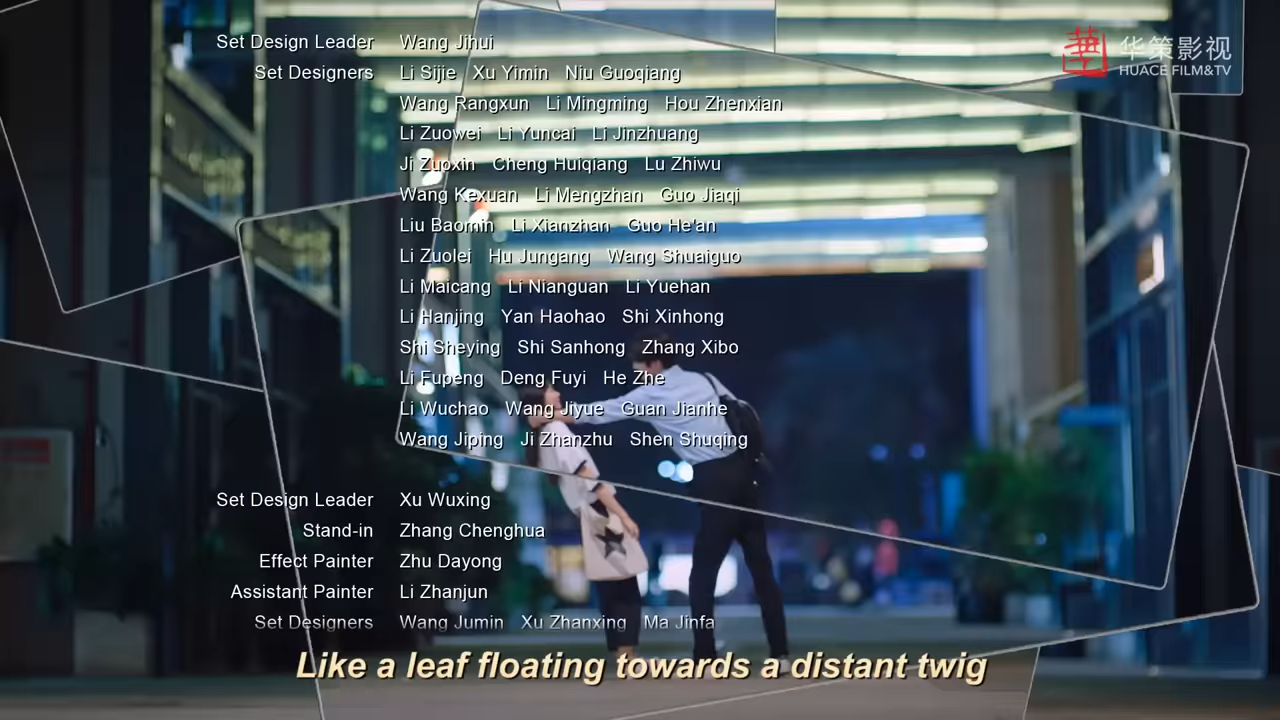 Set Design Leader Wang Jihui
华策影视
HUACE FILM&TV
Set Designers Li Sijie Xu Yimin Niu Guoqiang
Wang Rangxun Li Mingming Hou Zhenxian
Li Zuowei Li Yuncai Li Jinzhuang
Ji Zuoxin Cheng Huiqiang Lu Zhiwu
Wang Kexuan Li Mengzhan Guo Jiaqi
Liu Baomin Li Xianzhan Guo He'an
Li Zuolei Hu Jungang Wang Shuaiguo
Li Maicang Li Nianguan Li Yuehan
Li Hanjing Yan Haohao Shi Xinhong
Shi Sheying Shi Sanhong Zhang Xibo
Li Fupeng Deng Fuyi He Zhe
Li Wuchao Wang Jiyue Guan Jianhe
Wang Jiping Ji Zhanzhu Shen Shuqing
Set Design Leader Xu Wuxing
Stand-in Zhang Chenghua
Effect Painter Zhu Dayong
Assistant Painter Li Zhanjun
Set Designers Wang Jumin Xu Zhanxing Ma Jinfa
Like a leaf floating towards a distant twig